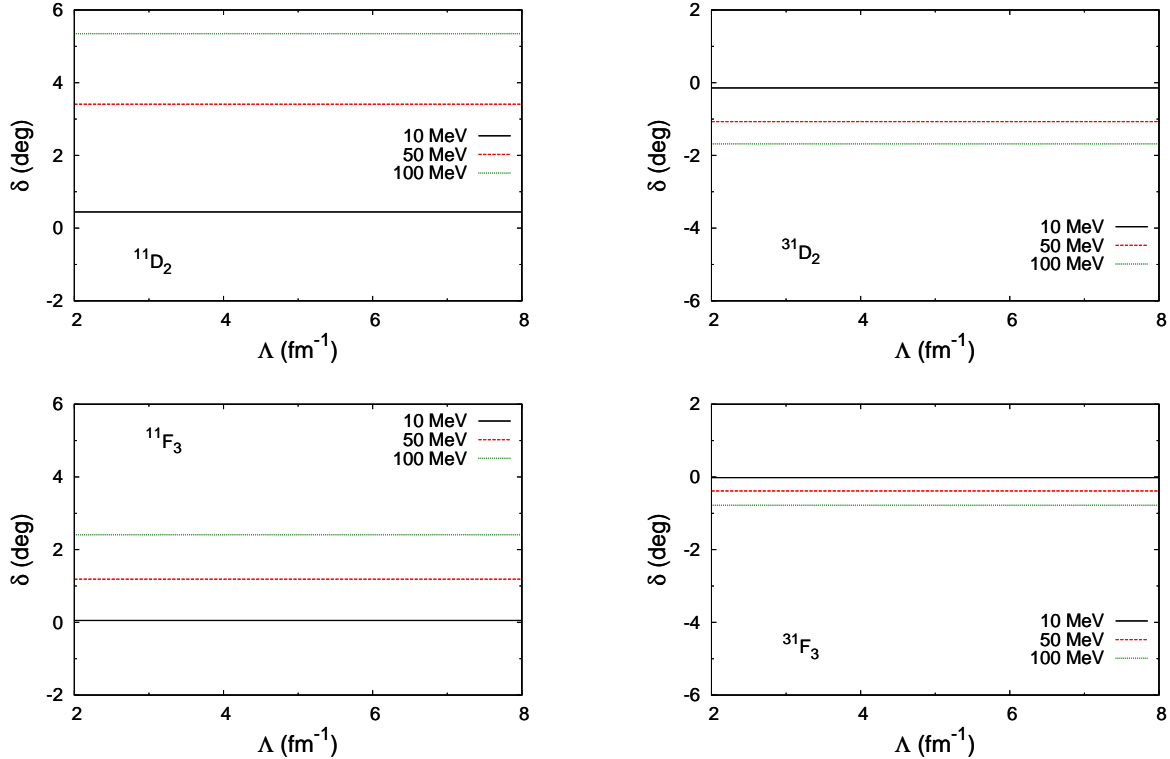 6
4
2
0
-2
δ (deg)
10 MeV
50 MeV
100 MeV
¹¹D₂
2 4 6 8
Λ (fm⁻¹)
2
0
-2
-4
-6
δ (deg)
10 MeV
50 MeV
100 MeV
³¹D₂
2 4 6 8
Λ (fm⁻¹)
6
4
2
0
-2
δ (deg)
10 MeV
50 MeV
100 MeV
¹¹F₃
2 4 6 8
Λ (fm⁻¹)
2
0
-2
-4
-6
δ (deg)
10 MeV
50 MeV
100 MeV
³¹F₃
2 4 6 8
Λ (fm⁻¹)